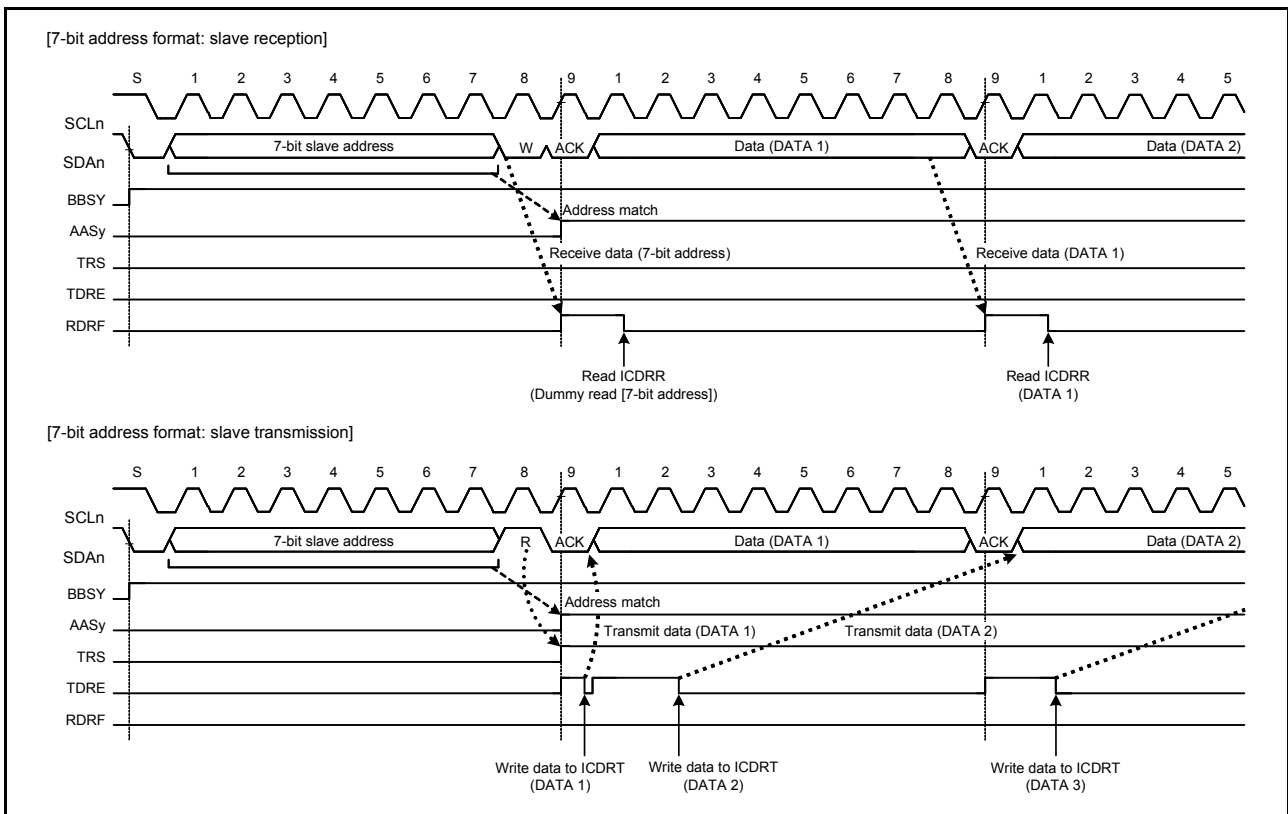 [7-bit address format: slave reception]
S 1 2 3 4 5 6 7 8 9 1 2 3 4 5 6 7 8 9 1 2 3 4 5
SCLn
7-bit slave address W ACK Data (DATA 1) ACK Data (DATA 2)
SDAn
BBSY
Address match
AASy
Receive data (7-bit address) Receive data (DATA 1)
TRS
TDRE
RDRF
Read ICDRR Read ICDRR
(Dummy read [7-bit address]) (DATA 1)
[7-bit address format: slave transmission]
S 1 2 3 4 5 6 7 8 9 1 2 3 4 5 6 7 8 9 1 2 3 4 5
SCLn
7-bit slave address R ACK Data (DATA 1) ACK Data (DATA 2)
SDAn
BBSY
Address match
AASy
Transmit data (DATA 1) Transmit data (DATA 2)
TRS
TDRE
RDRF
Write data to ICDRT Write data to ICDRT Write data to ICDRT
(DATA 1) (DATA 2) (DATA 3)